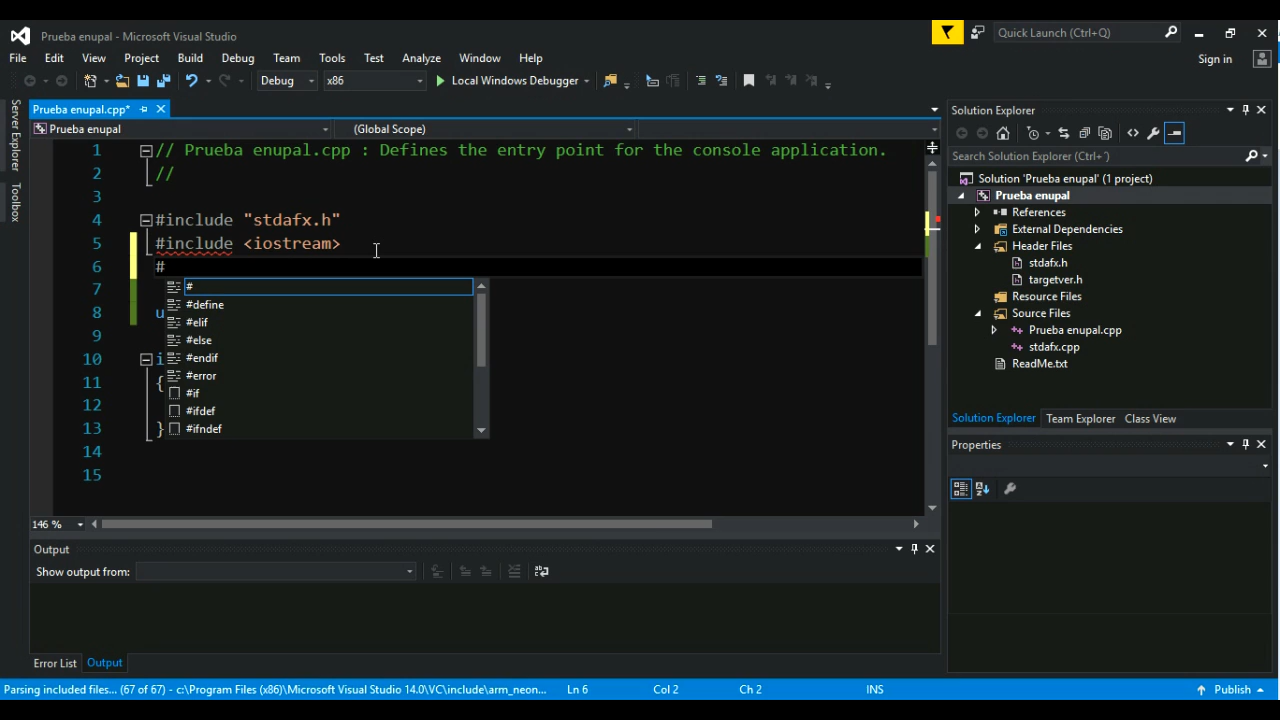 Prueba enupal - Microsoft Visual Studio
Quick Launch (Ctrl+Q)
File Edit View Project Build Debug Team Tools Test Analyze Window Help
Sign in
Debug x86 Local Windows Debugger
Server Explorer
Toolbox
Prueba enupal.cpp*
Prueba enupal (Global Scope)
1 // Prueba enupal.cpp : Defines the entry point for the console application.
2 //
3
4 #include "stdafx.h"
5 #include <iostream>
6 #
7
8 u
9
10 i
11 {
12
13 }
14
15
#
#define
#elif
#else
#endif
#error
#if
#ifdef
#ifndef
146 %
Output
Show output from:
Error List Output
Solution Explorer
Search Solution Explorer (Ctrl+´)
Solution 'Prueba enupal' (1 project)
Prueba enupal
References
External Dependencies
Header Files
stdafx.h
targetver.h
Resource Files
Source Files
Prueba enupal.cpp
stdafx.cpp
ReadMe.txt
Solution Explorer Team Explorer Class View
Properties
Parsing included files... (67 of 67) - c:\Program Files (x86)\Microsoft Visual Studio 14.0\VC\include\arm_neon... Ln 6 Col 2 Ch 2 INS Publish